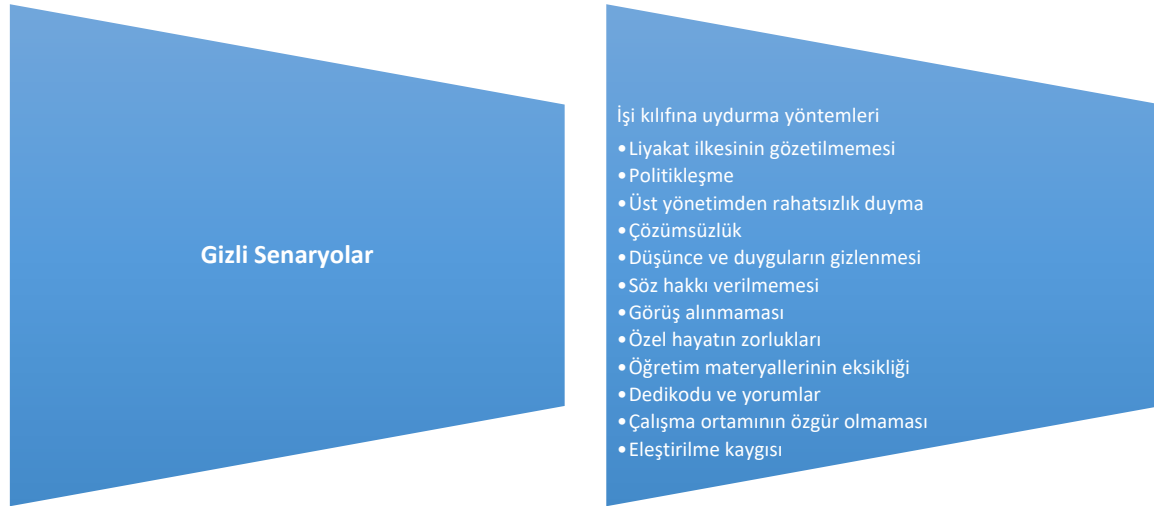 Gizli Senaryolar
İşi kılıfına uydurma yöntemleri
•Liyakat ilkesinin gözetilmemesi
•Politikleşme
•Üst yönetimden rahatsızlık duyma
•Çözümsüzlük
•Düşünce ve duyguların gizlenmesi
•Söz hakkı verilmemesi
•Görüş alınmaması
•Özel hayatın zorlukları
•Öğretim materyallerinin eksikliği
•Dedikodu ve yorumlar
•Çalışma ortamının özgür olmaması
•Eleştirilme kaygısı